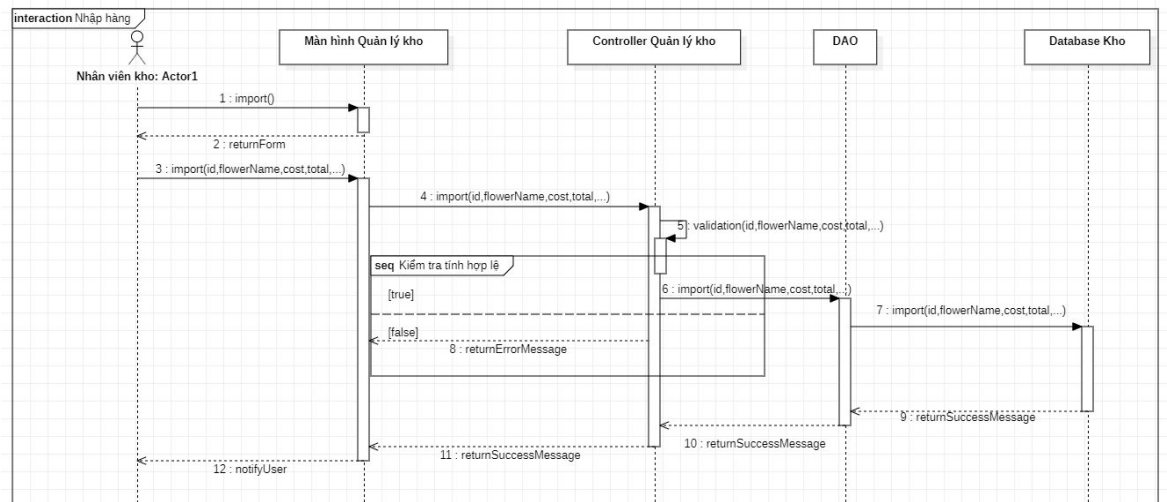 interaction Nhập hàng
Màn hình Quản lý kho
Controller Quản lý kho
DAO
Database Kho
Nhân viên kho: Actor1
1 : import()
2 : returnForm
3 : import(id,flowerName,cost,total,...)
4 : import(id,flowerName,cost,total,...)
5 : validation(id,flowerName,cost,total,...)
seq Kiểm tra tính hợp lệ
6 : import(id,flowerName,cost,total,...)
[true]
7 : import(id,flowerName,cost,total,...)
[false]
8 : returnErrorMessage
9 : returnSuccessMessage
10 : returnSuccessMessage
11 : returnSuccessMessage
12 : notifyUser